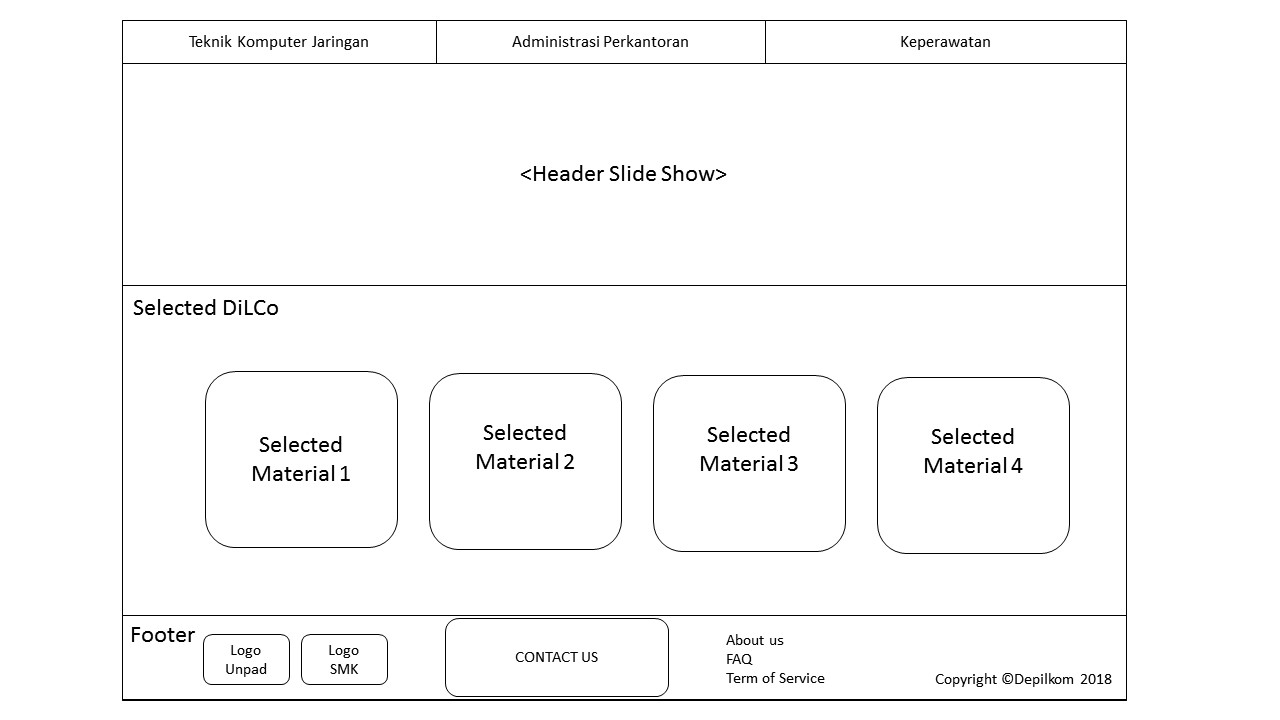 Teknik Komputer Jaringan
Administrasi Perkantoran
Keperawatan
<Header Slide Show>
Selected DiLCo
Selected
Material 1
Selected
Material 2
Selected
Material 3
Selected
Material 4
Footer
Logo
Unpad
Logo
SMK
CONTACT US
About us
FAQ
Term of Service
Copyright ©Depilkom 2018